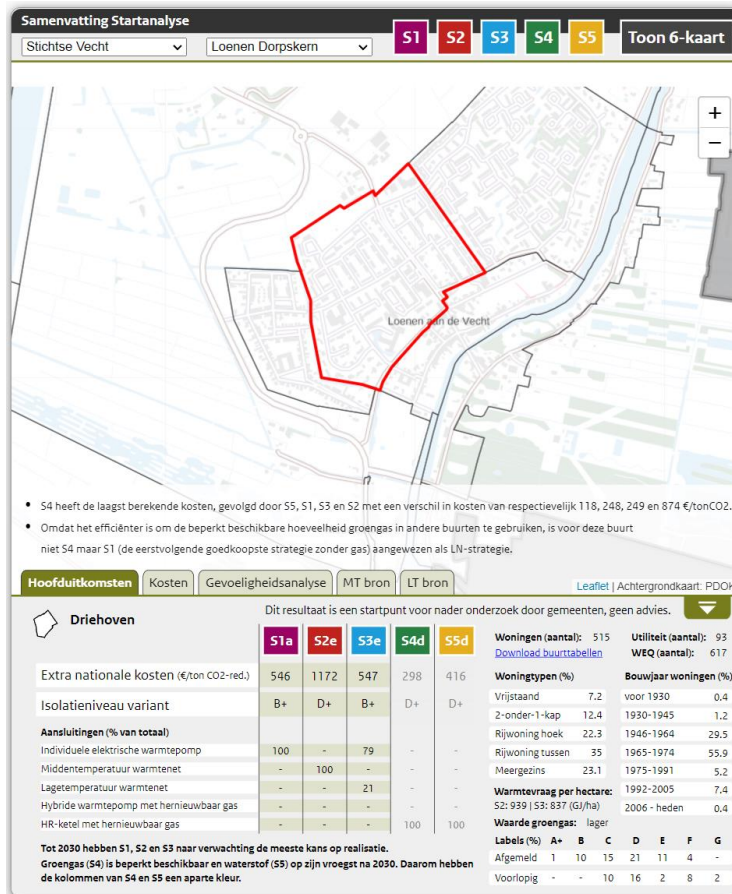 Samenvatting Startanalyse
Stichtse Vecht
Loenen Dorpskern
S1 S2 S3 S4 S5
Toon 6-kaart
+
−
Loenen aan de Vecht
• S4 heeft de laagst berekende kosten, gevolgd door S5, S1, S3 en S2 met een verschil in kosten van respectievelijk 118, 248, 249 en 874 €/tonCO2.
• Omdat het efficiënter is om de beperkt beschikbare hoeveelheid groengas in andere buurten te gebruiken, is voor deze buurt
niet S4 maar S1 (de eerstvolgende goedkoopste strategie zonder gas) aangewezen als LN-strategie.
Hoofduitkomsten Kosten Gevoeligheidsanalyse MT bron LT bron
Leaflet | Achtergrondkaart: PDOK
Driehoven
Dit resultaat is een startpunt voor nader onderzoek door gemeenten, geen advies.
S1a S2e S3e S4d S5d
Extra nationale kosten (€/ton CO2-red.) 546 1172 547 298 416
Isolatieniveau variant B+ D+ B+ D+ D+
Aansluitingen (% van totaal)
Individuele elektrische warmtepomp 100 - 79 - -
Middentemperatuur warmtenet - 100 - - -
Lagetemperatuur warmtenet - - 21 - -
Hybride warmtepomp met hernieuwbaar gas - - - - -
HR-ketel met hernieuwbaar gas - - - 100 100
Tot 2030 hebben S1, S2 en S3 naar verwachting de meeste kans op realisatie.
Groengas (S4) is beperkt beschikbaar en waterstof (S5) op zijn vroegst na 2030. Daarom hebben
de kolommen van S4 en S5 een aparte kleur.
Woningen (aantal): 515 Utiliteit (aantal): 93
Download buurttabellen WEQ (aantal): 617
Woningtypen (%)
Vrijstaand 7.2
2-onder-1-kap 12.4
Rijwoning hoek 22.3
Rijwoning tussen 35
Meergezins 23.1
Bouwjaar woningen (%)
voor 1930 0.4
1930-1945 1.2
1946-1964 29.5
1965-1974 55.9
1975-1991 5.2
1992-2005 7.4
2006 - heden 0.4
Warmtevraag per hectare:
S2: 939 | S3: 837 (GJ/ha)
Waarde groengas: lager
Labels (%) A+ B C D E F G
Afgemeld 1 10 15 21 11 4 -
Voorlopig - - 10 16 2 8 2